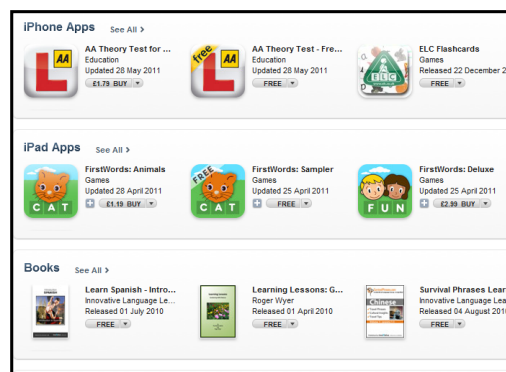 iPhone Apps See All >
AA Theory Test for ... AA Theory Test - Fre... ELC Flashcards
Education Education Games
Updated 28 May 2011 Updated 28 May 2011 Released 22 December 2
£1.79 BUY FREE FREE
AA free AA ELC
L L
iPad Apps See All >
FirstWords: Animals FirstWords: Sampler FirstWords: Deluxe
Games Games Games
Updated 28 April 2011 Updated 25 April 2011 Updated 25 April 2011
£1.19 BUY FREE £2.99 BUY
FREE
CAT CAT FUN
Books See All >
Learn Spanish - Intro... Learning Lessons: G... Survival Phrases Lear
Innovative Language Le... Roger Wyer Innovative Language Lea
Released 01 July 2010 Released 01 April 2010 Released 04 August 201
FREE FREE FREE
Chinese